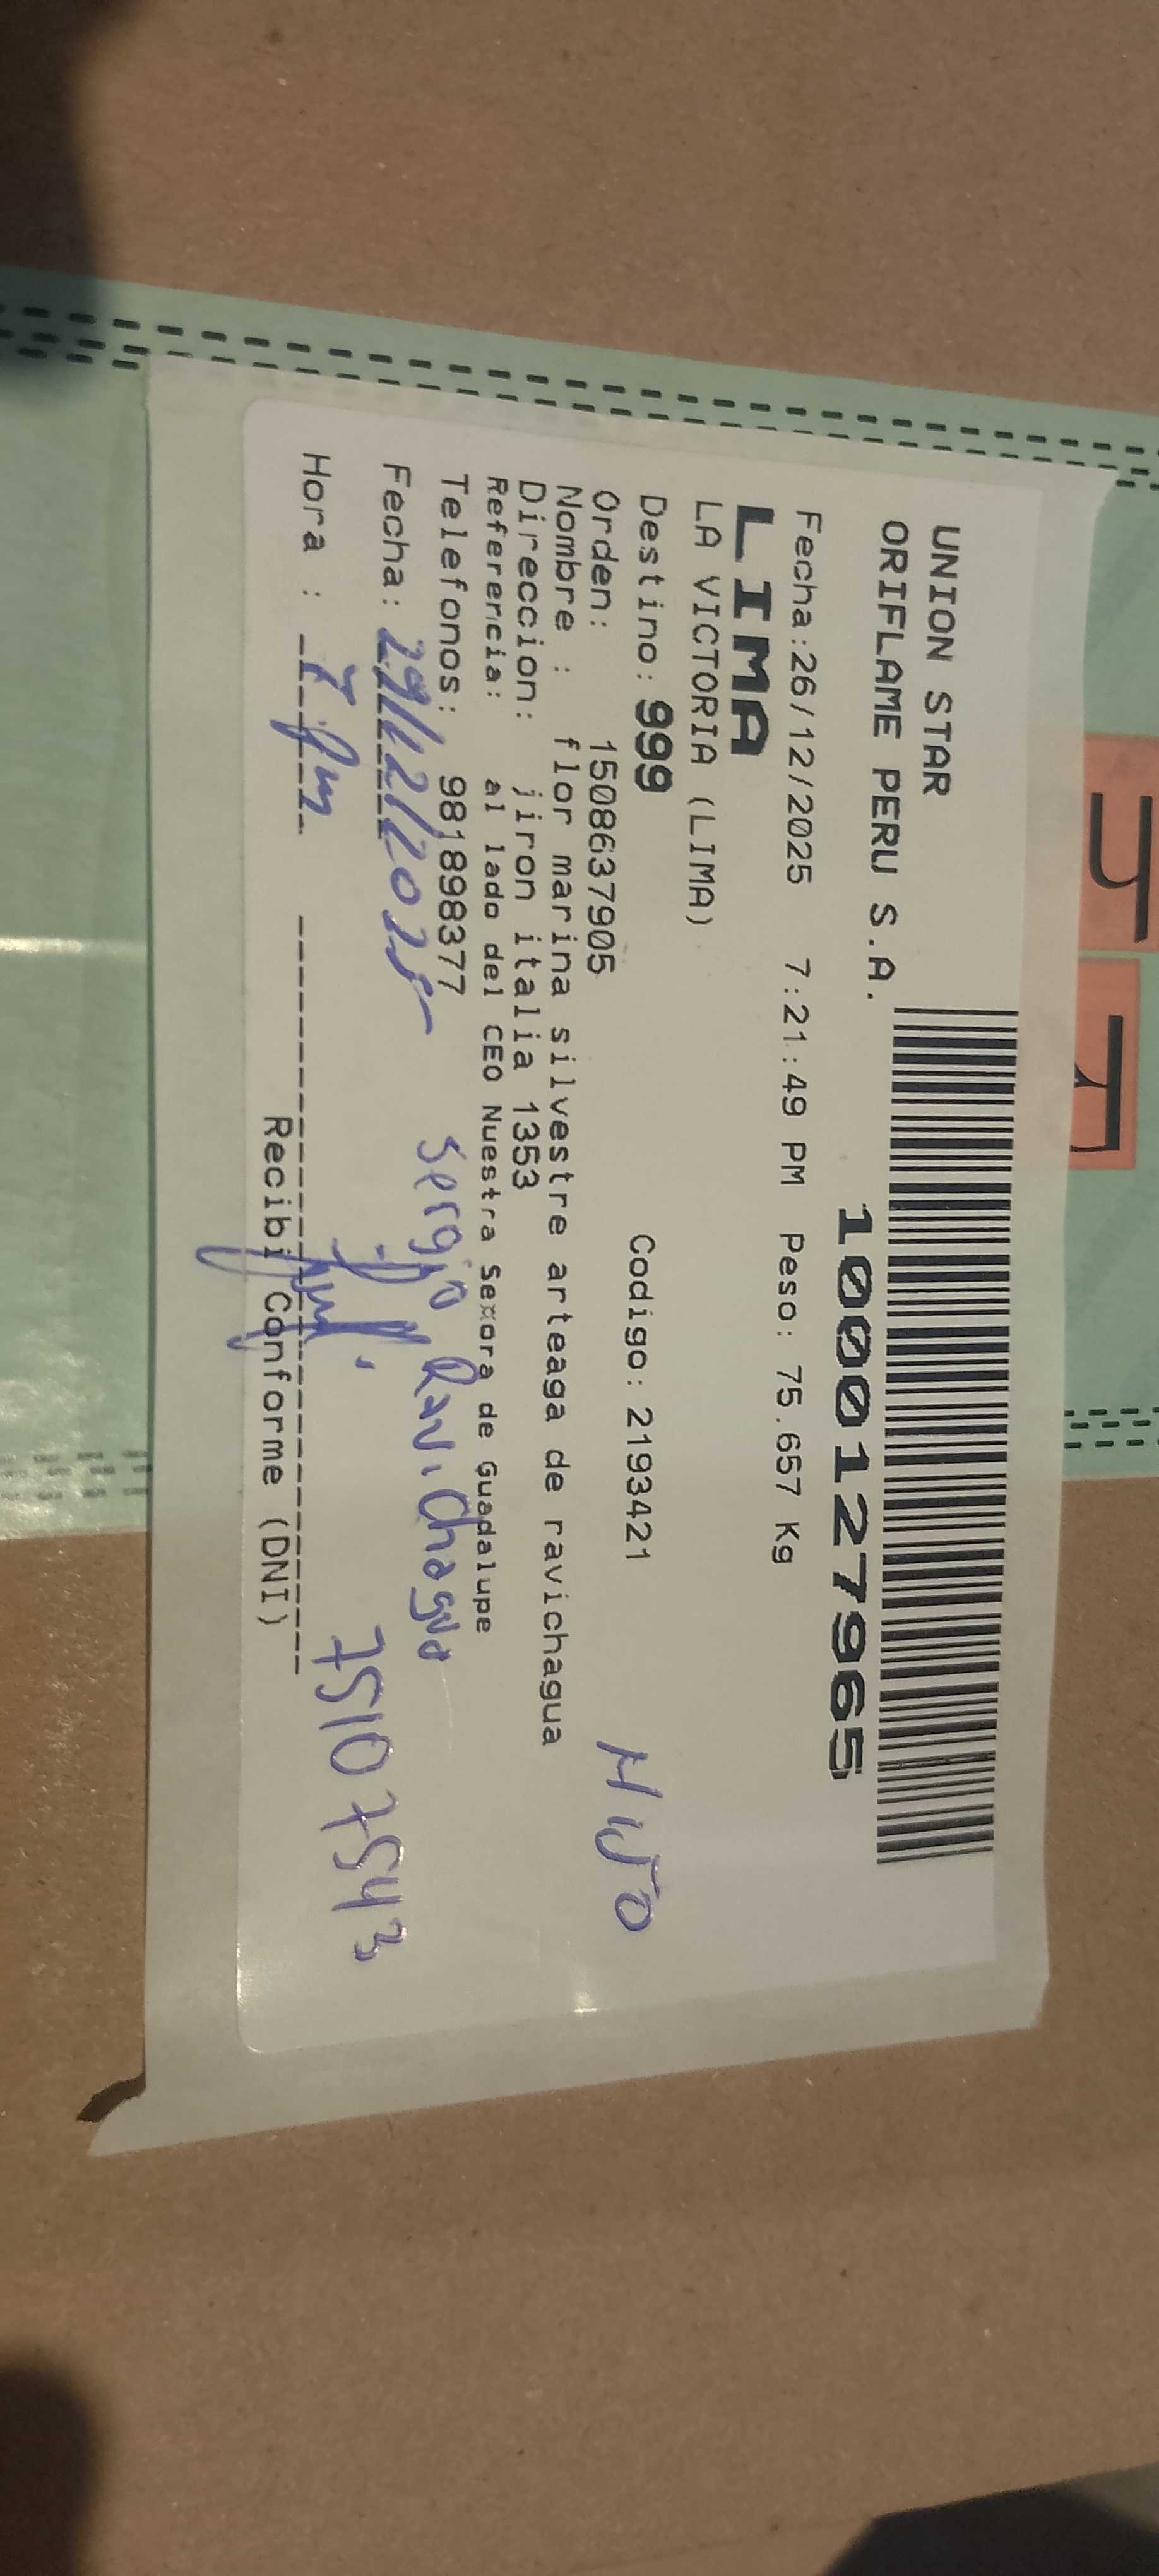 UNION STAR
ORIFLAME PERU S.A.
1000127965
Fecha:26/12/2025 7:21:49 PM Peso: 75.657 Kg
LIMA
LA VICTORIA (LIMA)
Destino: 999 Codigo: 2193421
HIJO
Orden: 1508637905
Nombre : flor marina silvestre arteaga de ravichagua
Direccion: jiron italia 1353
Referencia: al lado del CEO Nuestra Se¤ora de Guadalupe
Telefonos: 981898377
Sergio Ravichagua
Fecha: 29/12/2025
75107543
Hora : 7 pm
Recibi Conforme (DNI)